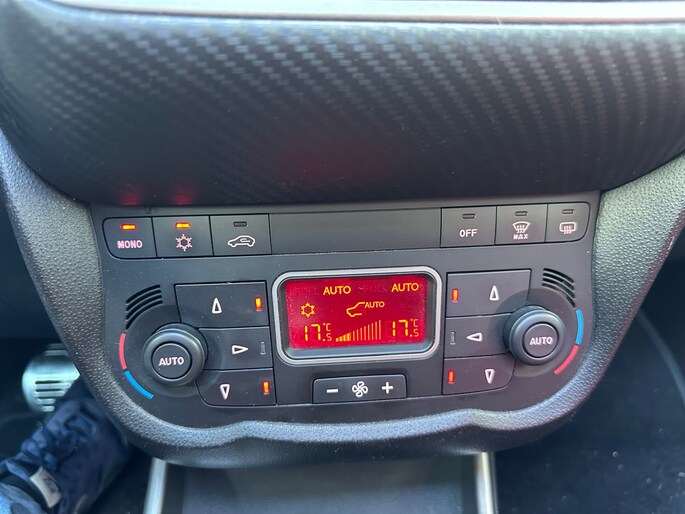 MONO
OFF
MAX
AUTO AUTO
AUTO
17.5 °C 17.5 °C
AUTO
AUTO
− +